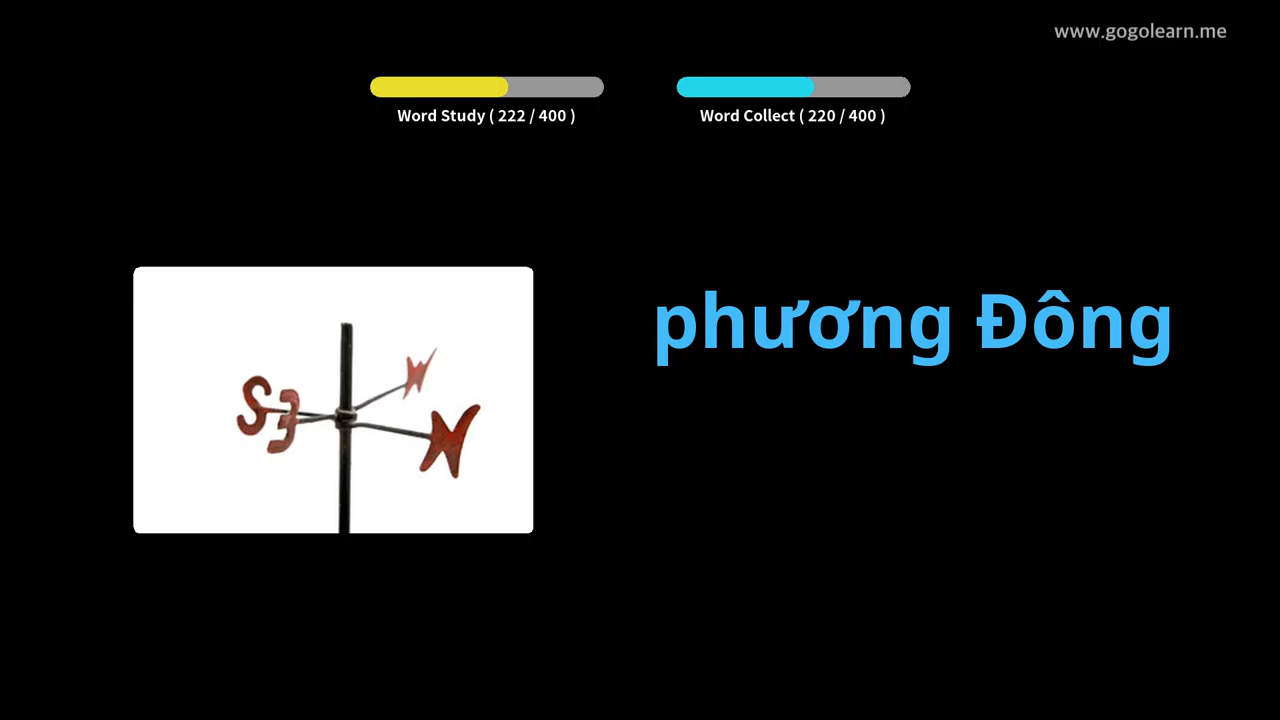 www.gogolearn.me
Word Study ( 222 / 400 )
Word Collect ( 220 / 400 )
phương Đông
S
E
N
W